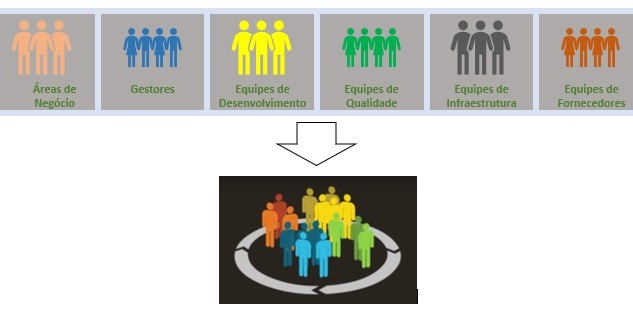 Áreas de
Negócio
Gestores
Equipes de
Desenvolvimento
Equipes de
Qualidade
Equipes de
Infraestrutura
Equipes de
Fornecedores